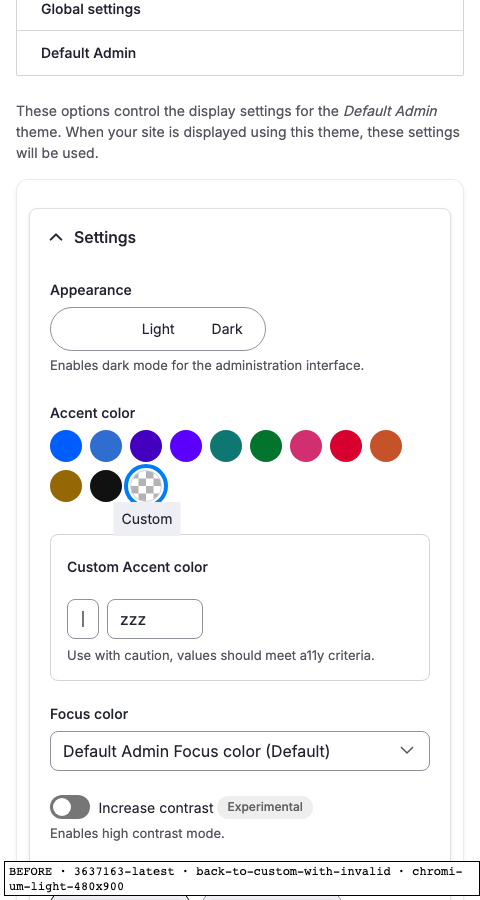 Global settings
Default Admin
These options control the display settings for the Default Admin
theme. When your site is displayed using this theme, these settings
will be used.
Settings
Appearance
Light Dark
Enables dark mode for the administration interface.
Accent color
Custom
Custom Accent color
zzz
Use with caution, values should meet a11y criteria.
Focus color
Default Admin Focus color (Default)
Increase contrast Experimental
Enables high contrast mode.
BEFORE · 3637163-latest · back-to-custom-with-invalid · chromi-
um-light-480x900